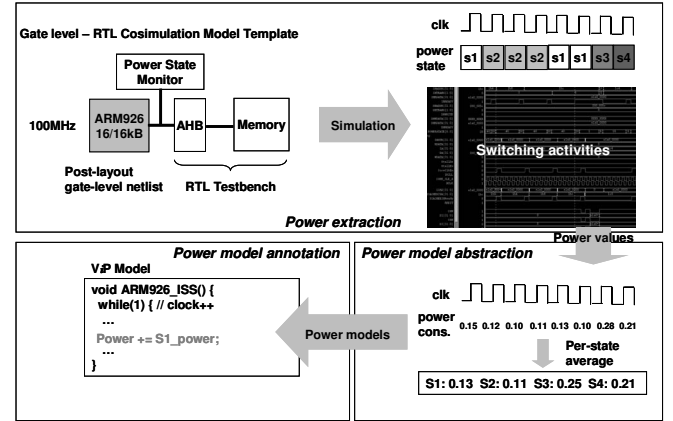 Gate level – RTL Cosimulation Model Template
Power State
Monitor
100MHz
ARM926
16/16kB
AHB
Memory
Post-layout
gate-level netlist
RTL Testbench
Simulation
clk
power
state
s1 s2 s2 s2 s1 s1 s3 s4
Switching activities
Power extraction
Power values
Power model annotation
ViP Model
void ARM926_ISS() {
while(1) { // clock++
...
Power += S1_power;
...
}
Power models
Power model abstraction
clk
power
cons.
0.15 0.12 0.10 0.11 0.13 0.10 0.28 0.21
Per-state
average
S1: 0.13 S2: 0.11 S3: 0.25 S4: 0.21